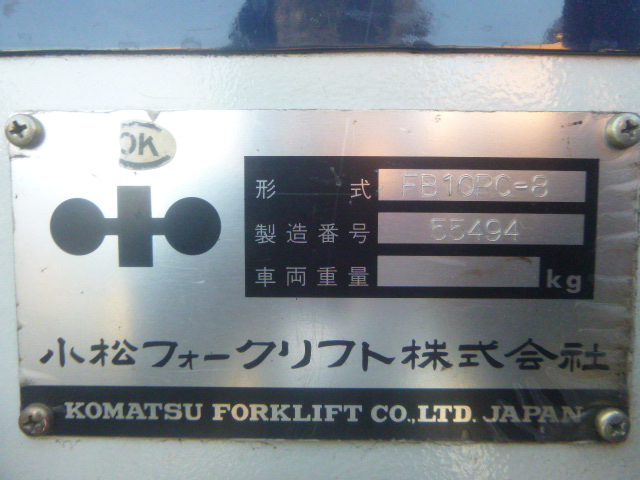 OK
形式 FB10RC-8
製造番号 55494
車両重量 kg
小松フォークリフト株式会社
KOMATSU FORKLIFT CO.,LTD. JAPAN